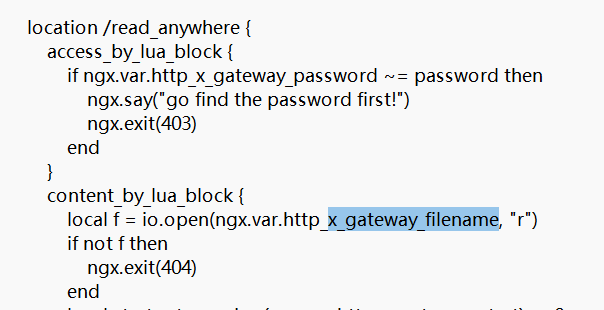 location /read_anywhere {
access_by_lua_block {
if ngx.var.http_x_gateway_password ~= password then
ngx.say("go find the password first!")
ngx.exit(403)
end
}
content_by_lua_block {
local f = io.open(ngx.var.http_x_gateway_filename, "r")
if not f then
ngx.exit(404)
end